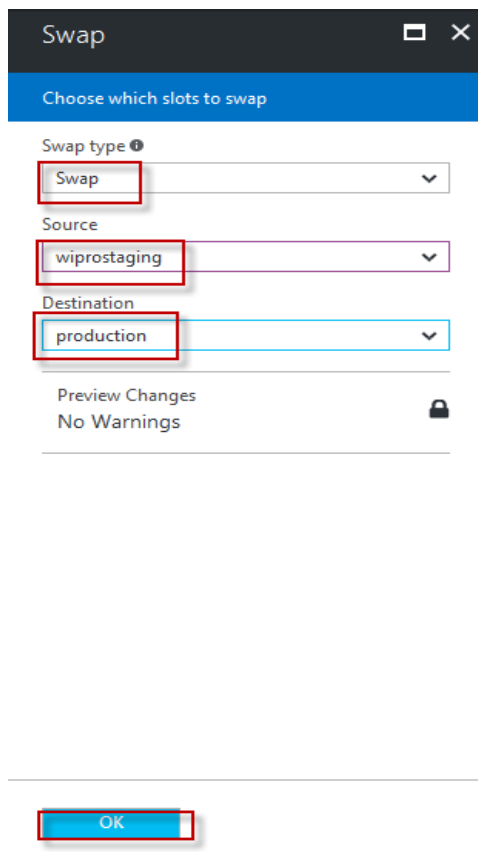 Swap
Choose which slots to swap
Swap type
Swap
Source
wiprostaging
Destination
production
Preview Changes
No Warnings
OK